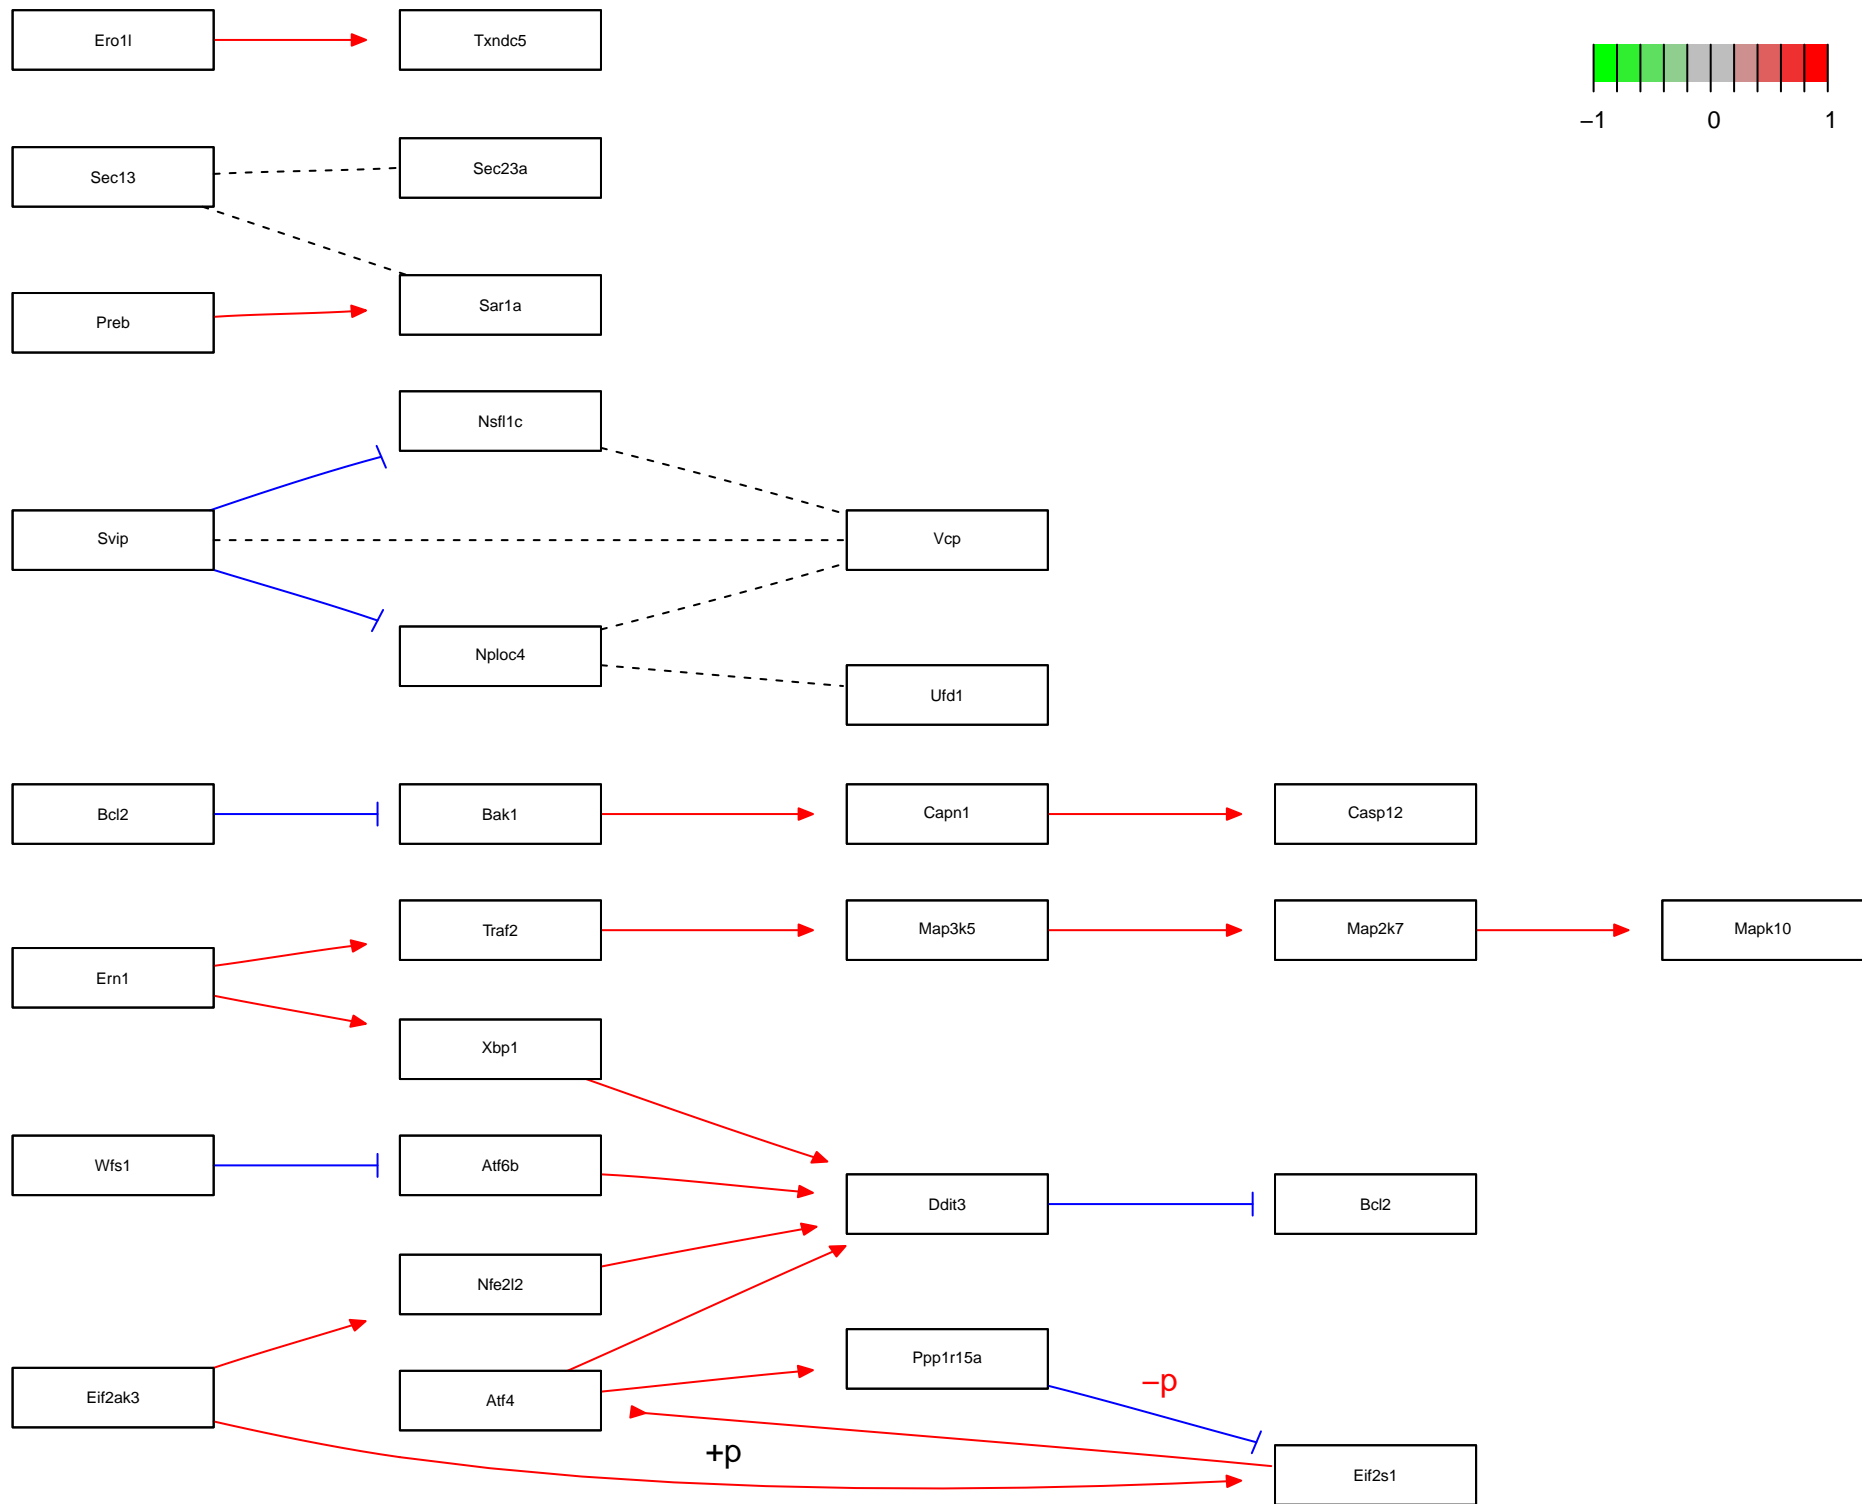 Ero1l
Txndc5
−1
0
1
Sec13
Sec23a
Preb
Sar1a
Nsfl1c
Svip
Vcp
Nploc4
Ufd1
Bcl2
Bak1
Capn1
Casp12
Ern1
Traf2
Map3k5
Map2k7
Mapk10
Xbp1
Wfs1
Atf6b
Ddit3
Bcl2
Nfe2l2
Ppp1r15a
−p
Eif2ak3
Atf4
+p
Eif2s1